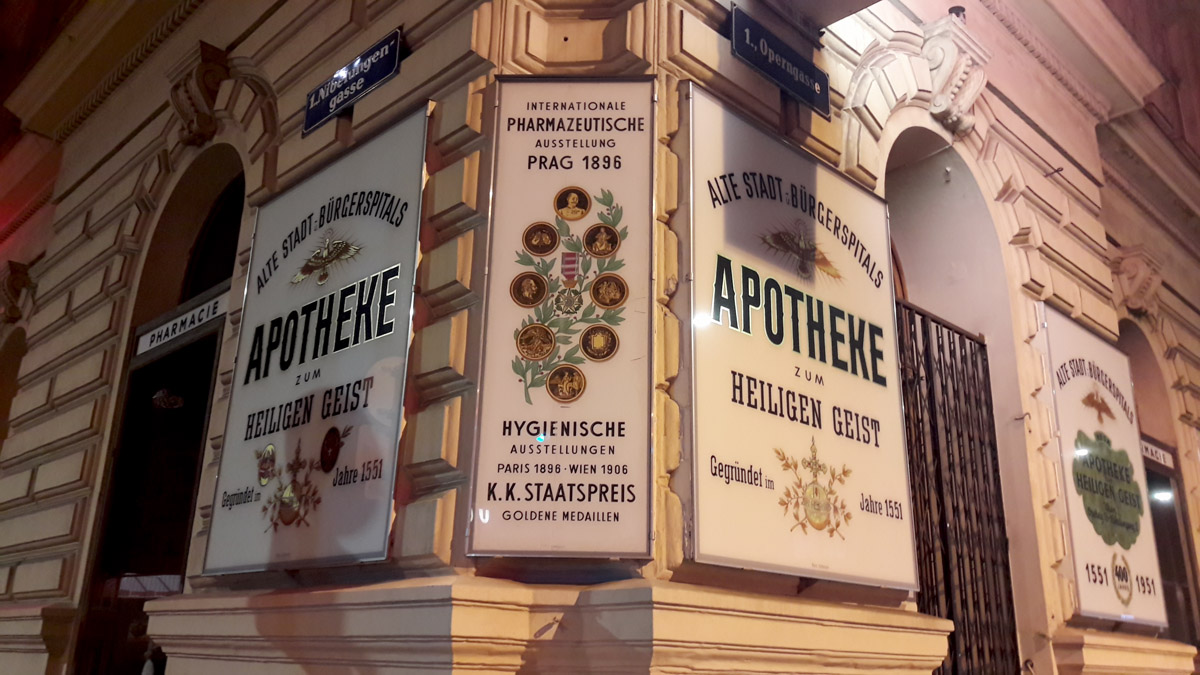 1. Nibelungen-
gasse
1., Operngasse
PHARMACIE
ALTE STADT- BÜRGERSPITALS
APOTHEKE
ZUM
HEILIGEN GEIST
Gegründet im Jahre 1551
INTERNATIONALE
PHARMAZEUTISCHE
AUSSTELLUNG
PRAG 1896
HYGIENISCHE
AUSSTELLUNGEN
PARIS 1896 · WIEN 1906
K.K. STAATSPREIS
GOLDENE MEDAILLEN
ALTE STADT- BÜRGERSPITALS
APOTHEKE
ZUM
HEILIGEN GEIST
Gegründet im Jahre 1551
ALTE STADT- BÜRGERSPITALS
APOTHEKE
HEILIGEN GEIST
1551 400 1951